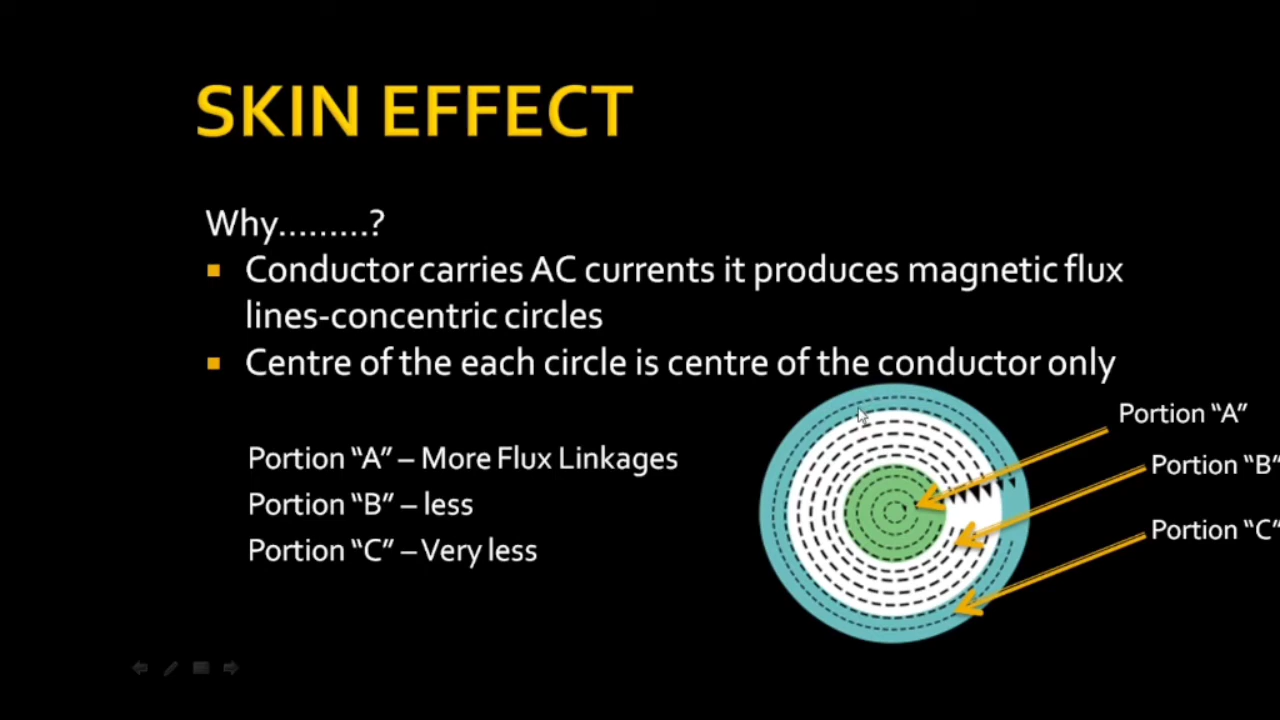 SKIN EFFECT
Why.........?
Conductor carries AC currents it produces magnetic flux
lines-concentric circles
Centre of the each circle is centre of the conductor only
Portion “A”
Portion “B”
Portion “C”
Portion “A” – More Flux Linkages
Portion “B” – less
Portion “C” – Very less